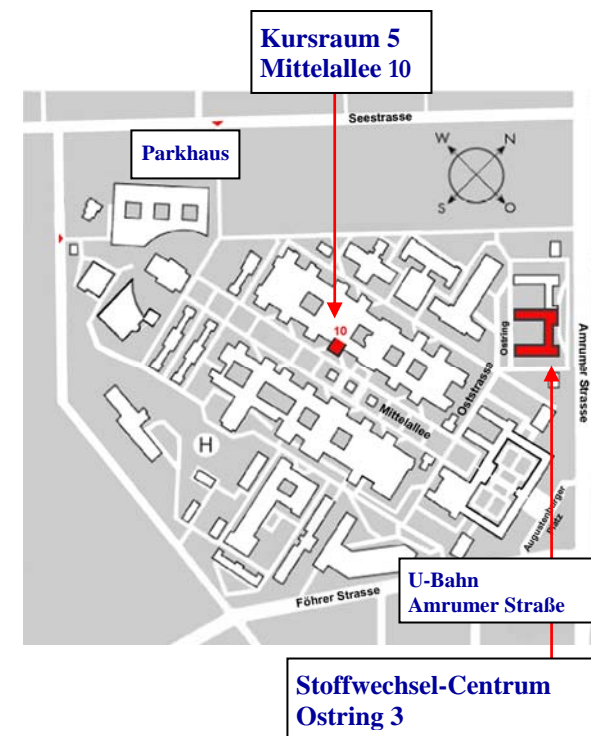 Kursraum 5
Mittelallee 10
Seestrasse
Parkhaus
W
N
S
O
10
Ostring
Amrumer Strasse
Oststrasse
Mittelallee
H
Augustenburger
Platz
U-Bahn
Amrumer Straße
Föhrer Strasse
Stoffwechsel-Centrum
Ostring 3